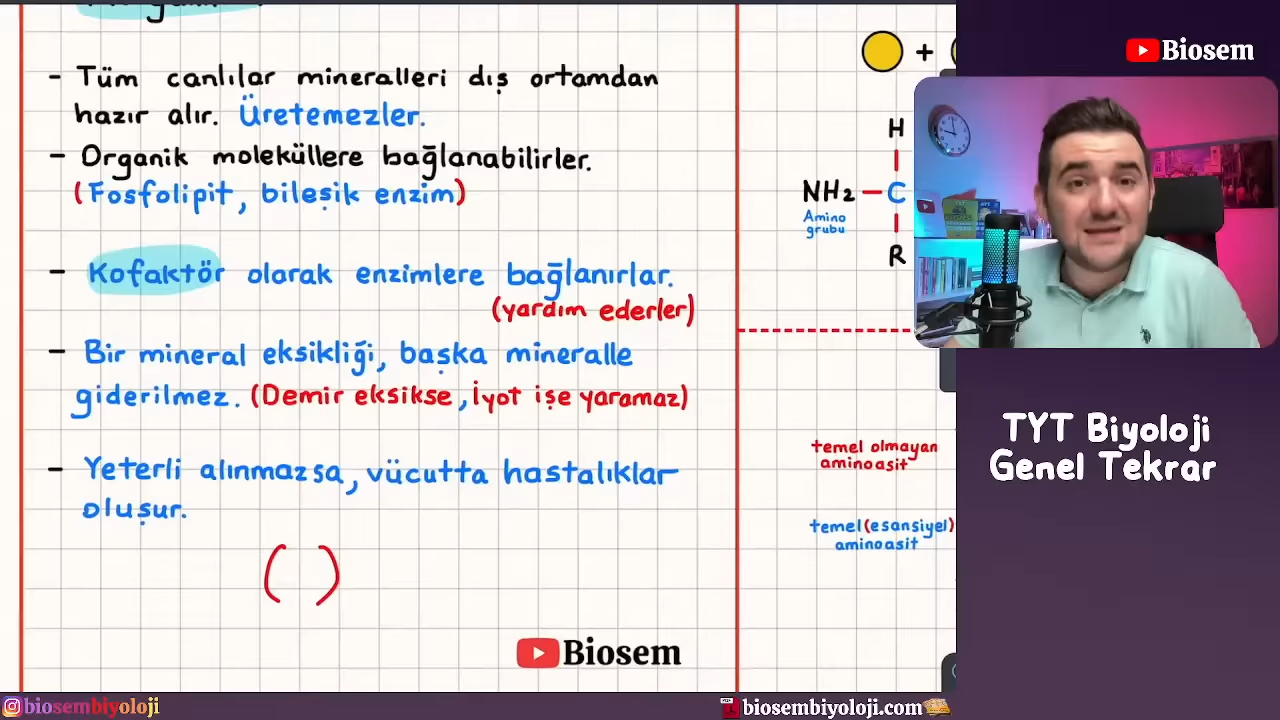 - Tüm canlılar mineralleri dış ortamdan
hazır alır. Üretemezler.
- Organik moleküllere bağlanabilirler.
(Fosfolipit, bileşik enzim)
- Kofaktör olarak enzimlere bağlanırlar.
(yardım ederler)
- Bir mineral eksikliği, başka mineralle
giderilmez. (Demir eksikse, İyot işe yaramaz)
- Yeterli alınmazsa, vücutta hastalıklar
oluşur.
( )
Biosem
+
H
NH2 - C
Amino
grubu
R
temel olmayan
aminoasit
temel (esansiyel)
aminoasit
Biosem
TYT Biyoloji
Genel Tekrar
biosembiyoloji
biosembiyoloji.com